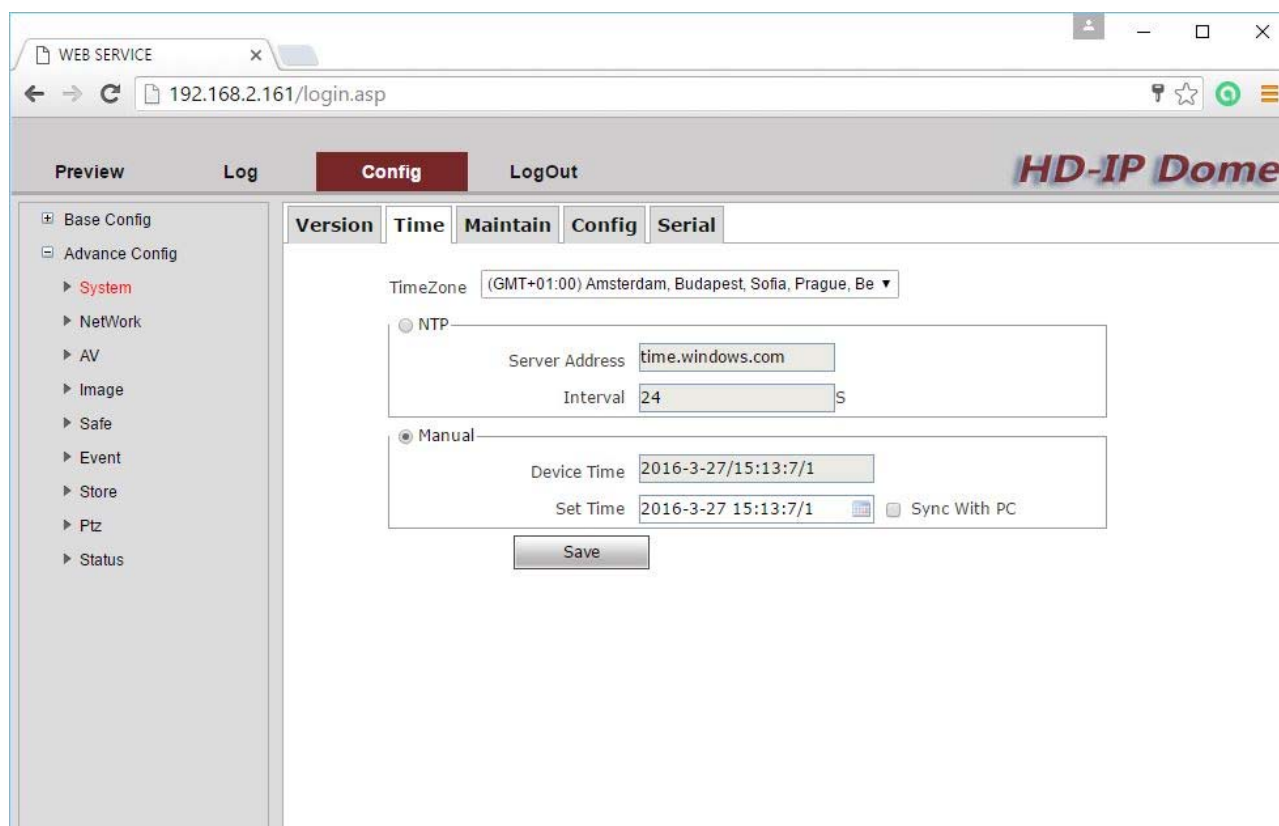 WEB SERVICE
192.168.2.161/login.asp
Preview Log Config LogOut HD-IP Dome
Base Config
Advance Config
System
NetWork
AV
Image
Safe
Event
Store
Ptz
Status
Version Time Maintain Config Serial
TimeZone (GMT+01:00) Amsterdam, Budapest, Sofia, Prague, Be
NTP
Server Address time.windows.com
Interval 24 S
Manual
Device Time 2016-3-27/15:13:7/1
Set Time 2016-3-27 15:13:7/1 Sync With PC
Save